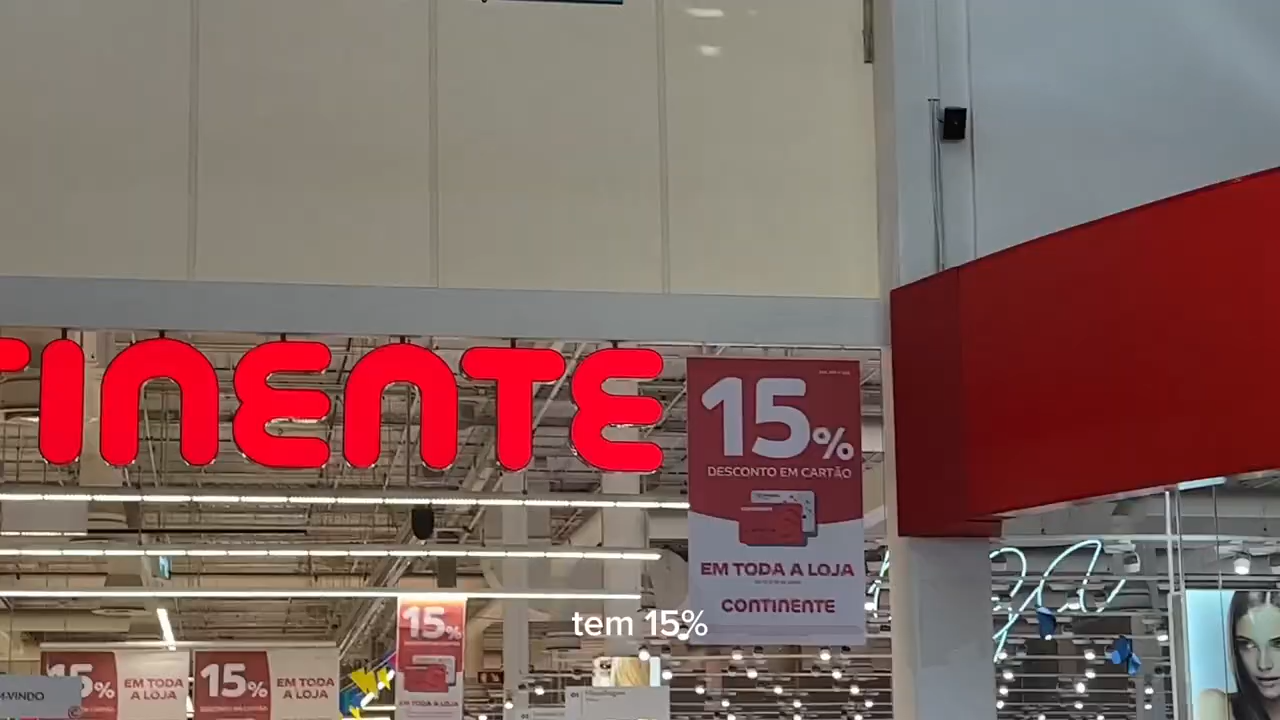 TINENTE
15%
DESCONTO EM CARTÃO
EM TODA A LOJA
CONTINENTE
tem 15%
15%
15%
EM TODA
A LOJA
15%
EM TODA
A LOJA
EM TODA A LOJA